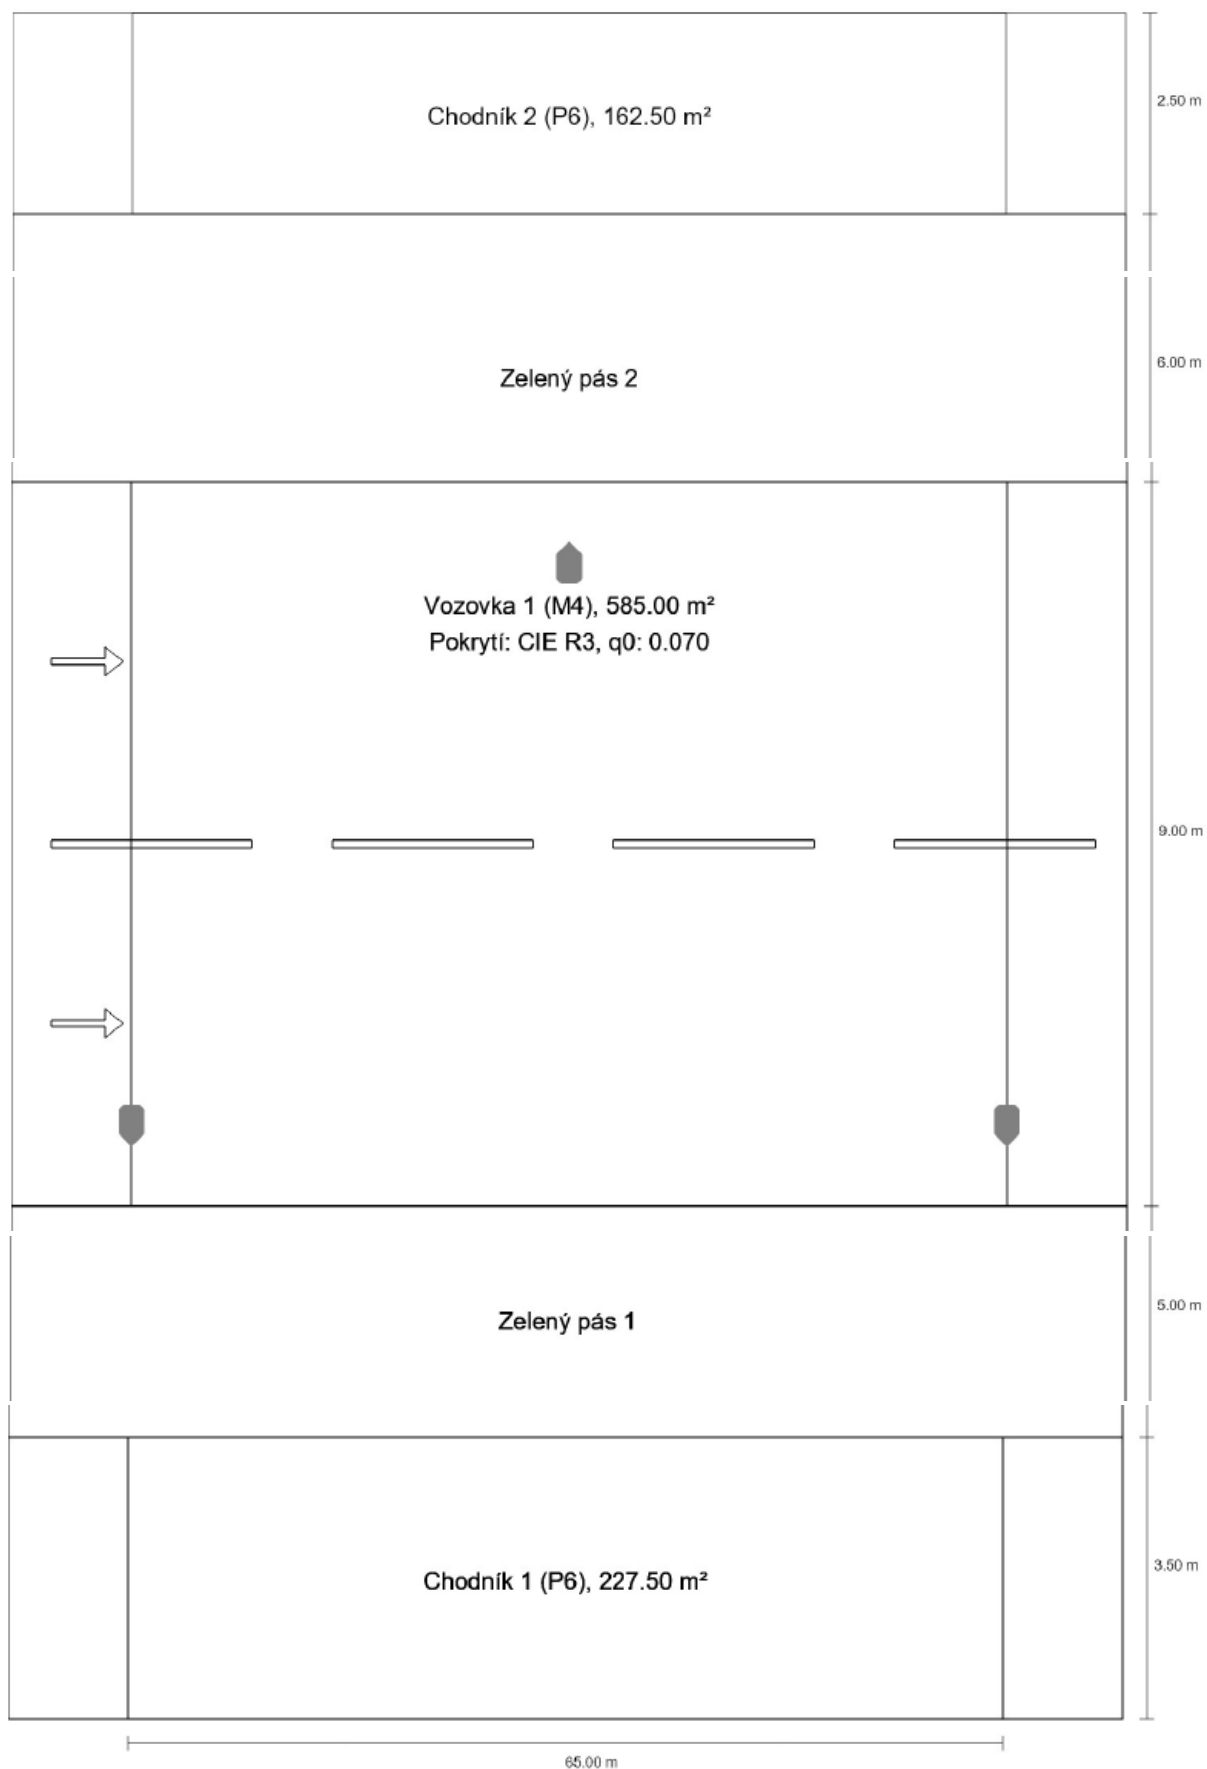 Chodník 2 (P6), 162.50 m²
2.50 m
Zelený pás 2
6.00 m
Vozovka 1 (M4), 585.00 m²
Pokrytí: CIE R3, q0: 0.070
9.00 m
Zelený pás 1
5.00 m
Chodník 1 (P6), 227.50 m²
3.50 m
65.00 m